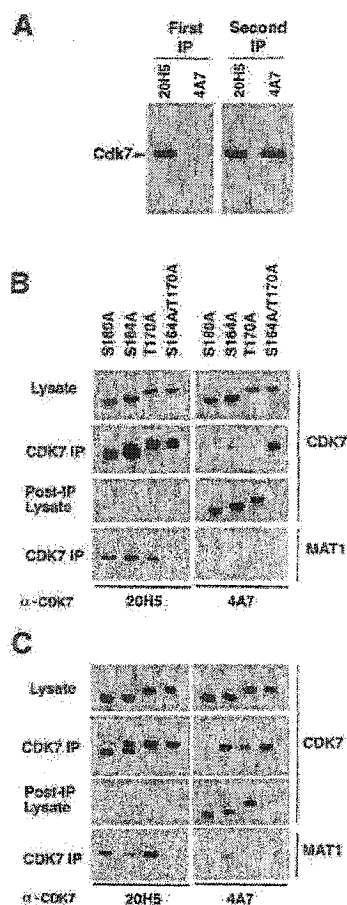 A
First IP
Second IP
20H5
4A7
20H5
4A7
Cdk7
B
S164A
T170A
S164A/T170A
S164A
T170A
S164A/T170A
Lysate
CDK7 IP
Post-IP Lysate
CDK7 IP
CDK7
MAT1
α-CDK7
20H5
4A7
C
Lysate
CDK7 IP
Post-IP Lysate
CDK7 IP
CDK7
MAT1
α-CDK7
20H5
4A7